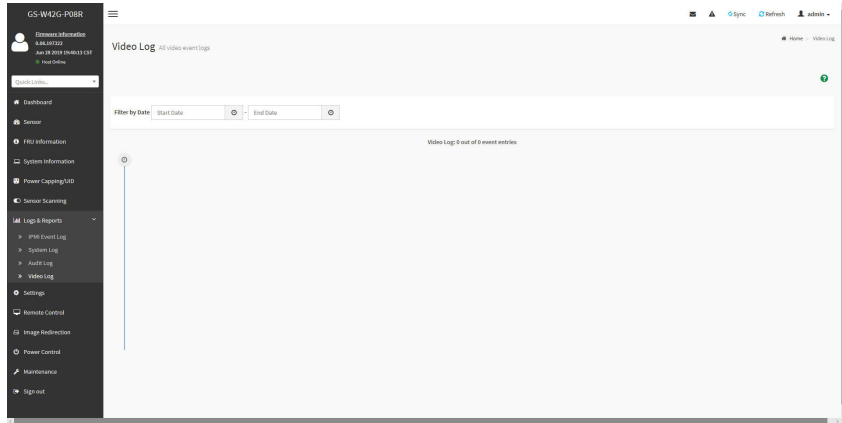 GS-W42G-P08R
Sync
Refresh
admin
Firmware Information
0.06.197322
Jun 28 2019 19:40:13 CST
Host Online
Quick Links...
Dashboard
Sensor
FRU Information
System Information
Power Capping/UID
Sensor Scanning
Logs & Reports
IPMI Event Log
System Log
Audit Log
Video Log
Settings
Remote Control
Image Redirection
Power Control
Maintenance
Sign out
Video Log All video event logs
Home > Video Log
Filter by Date Start Date - End Date
Video Log: 0 out of 0 event entries